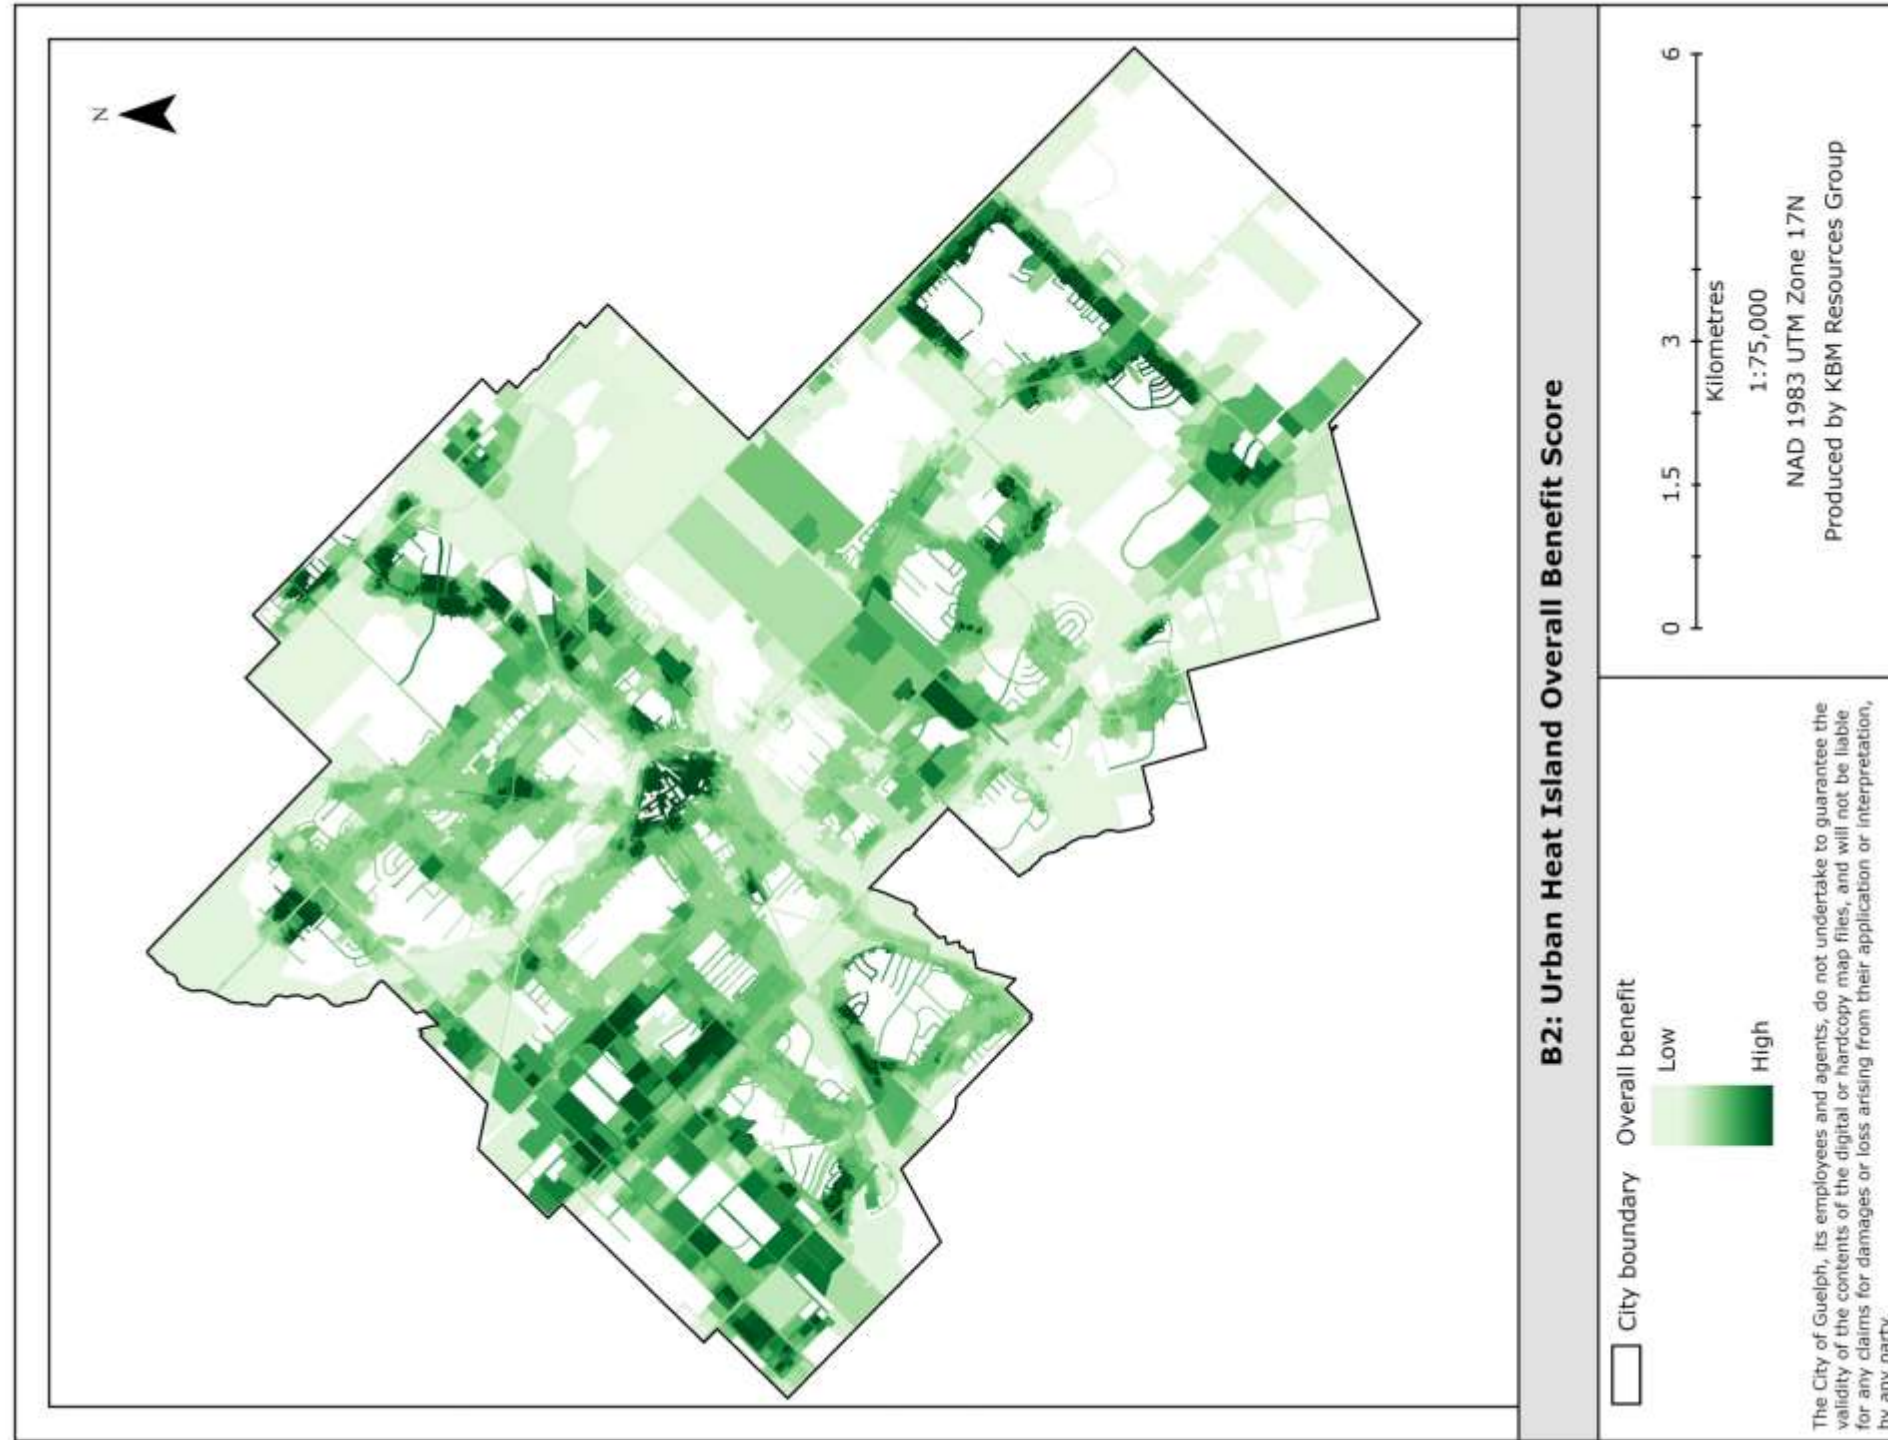 N
B2: Urban Heat Island Overall Benefit Score
City boundary
Overall benefit
Low
High
The City of Guelph, its employees and agents, do not undertake to guarantee the
validity of the contents of the digital or hardcopy map files, and will not be liable
for any claims for damages or loss arising from their application or interpretation,
by any party.
0 1.5 3 6
Kilometres
1:75,000
NAD 1983 UTM Zone 17N
Produced by KBM Resources Group